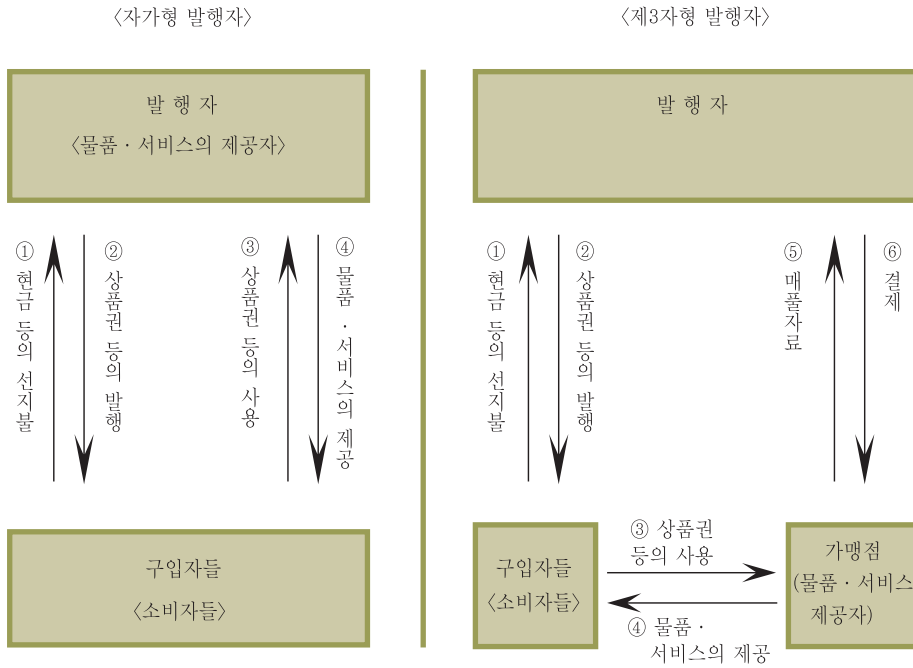 〈자가형 발행자〉
발 행 자
〈물품 · 서비스의 제공자〉
① 현금 등의 선지불
② 상품권 등의 발행
③ 상품권 등의 사용
④ 물품 · 서비스의 제공
구입자들
〈소비자들〉
〈제3자형 발행자〉
발 행 자
① 현금 등의 선지불
② 상품권 등의 발행
⑤ 매풀자료
⑥ 결제
구입자들
〈소비자들〉
③ 상품권
등의 사용
④ 물품 ·
서비스의 제공
가맹점
(물품 · 서비스
제공자)